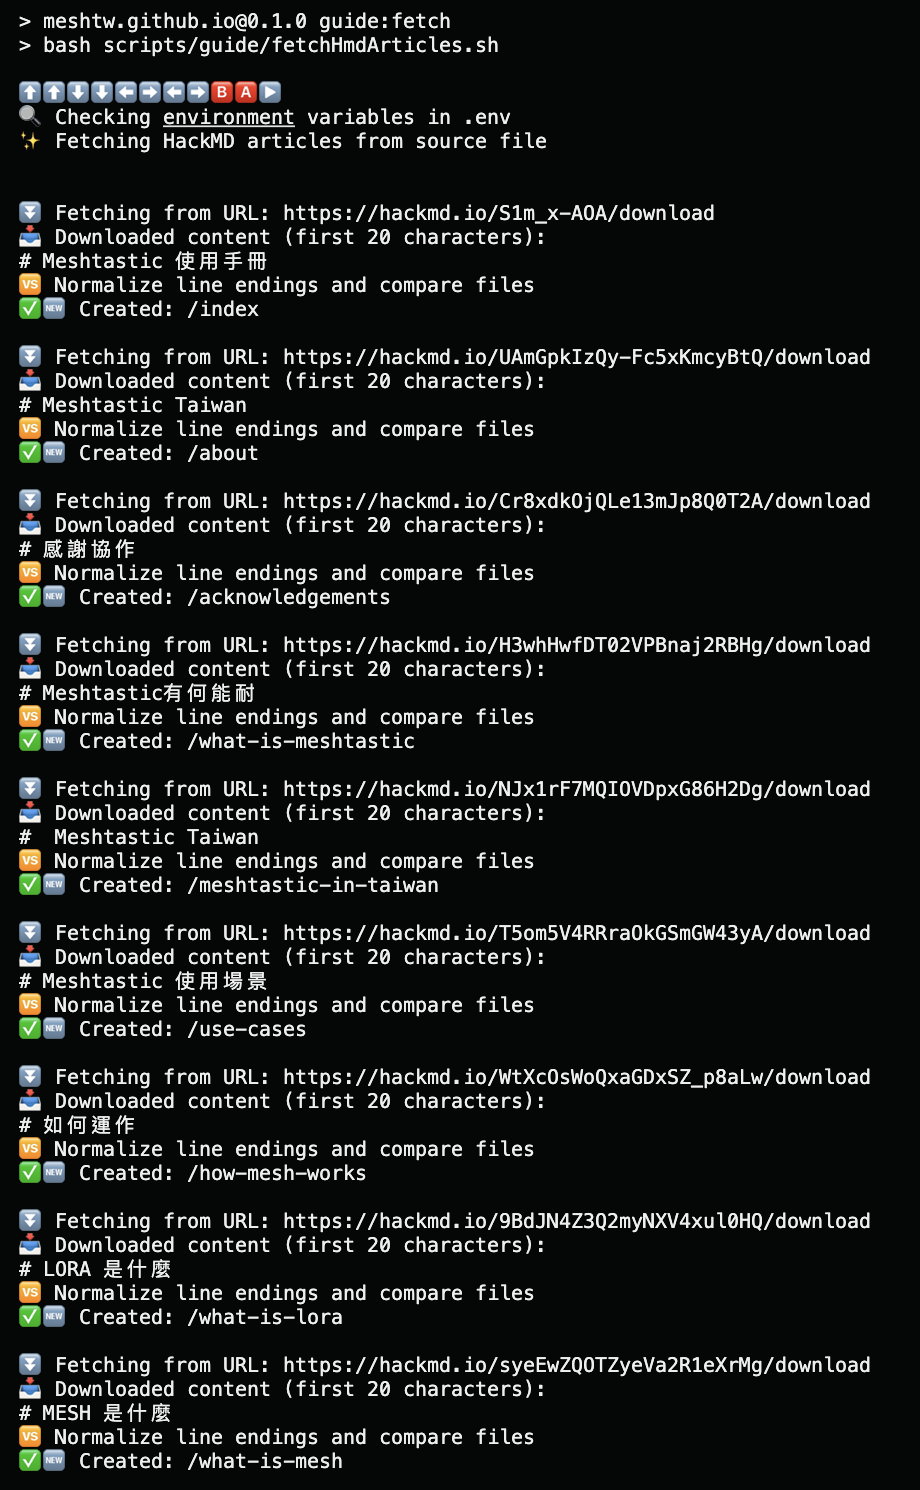 > meshtw.github.io@0.1.0 guide:fetch
> bash scripts/guide/fetchHmdArticles.sh
⬆️⬆️⬇️⬇️⬅️➡️⬅️➡️🅱️🅰️▶️
🔍 Checking environment variables in .env
✨ Fetching HackMD articles from source file
⏬ Fetching from URL: https://hackmd.io/S1m_x-AOA/download
📥 Downloaded content (first 20 characters):
# Meshtastic 使用手冊
🆚 Normalize line endings and compare files
✅🆕 Created: /index
⏬ Fetching from URL: https://hackmd.io/UAmGpkIzQy-Fc5xKmcyBtQ/download
📥 Downloaded content (first 20 characters):
# Meshtastic Taiwan
🆚 Normalize line endings and compare files
✅🆕 Created: /about
⏬ Fetching from URL: https://hackmd.io/Cr8xdkOjQLe13mJp8Q0T2A/download
📥 Downloaded content (first 20 characters):
# 感謝協作
🆚 Normalize line endings and compare files
✅🆕 Created: /acknowledgements
⏬ Fetching from URL: https://hackmd.io/H3whHwfDT02VPBnaj2RBHg/download
📥 Downloaded content (first 20 characters):
# Meshtastic有何能耐
🆚 Normalize line endings and compare files
✅🆕 Created: /what-is-meshtastic
⏬ Fetching from URL: https://hackmd.io/NJx1rF7MQIOVDpxG86H2Dg/download
📥 Downloaded content (first 20 characters):
#  Meshtastic Taiwan
🆚 Normalize line endings and compare files
✅🆕 Created: /meshtastic-in-taiwan
⏬ Fetching from URL: https://hackmd.io/T5om5V4RRraOkGSmGW43yA/download
📥 Downloaded content (first 20 characters):
# Meshtastic 使用場景
🆚 Normalize line endings and compare files
✅🆕 Created: /use-cases
⏬ Fetching from URL: https://hackmd.io/WtXcOsWoQxaGDxSZ_p8aLw/download
📥 Downloaded content (first 20 characters):
# 如何運作
🆚 Normalize line endings and compare files
✅🆕 Created: /how-mesh-works
⏬ Fetching from URL: https://hackmd.io/9BdJN4Z3Q2myNXV4xul0HQ/download
📥 Downloaded content (first 20 characters):
# LORA 是什麼
🆚 Normalize line endings and compare files
✅🆕 Created: /what-is-lora
⏬ Fetching from URL: https://hackmd.io/syeEwZQOTZyeVa2R1eXrMg/download
📥 Downloaded content (first 20 characters):
# MESH 是什麼
🆚 Normalize line endings and compare files
✅🆕 Created: /what-is-mesh